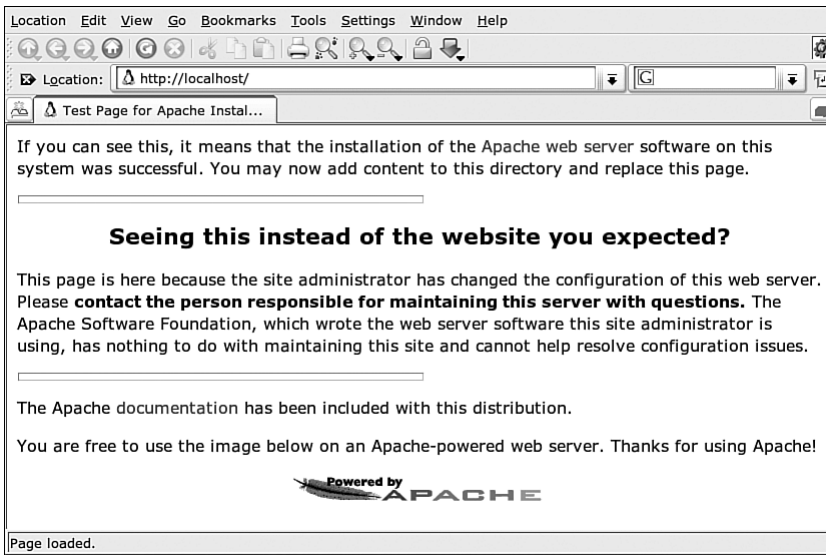 Location Edit View Go Bookmarks Tools Settings Window Help
Location: http://localhost/ G
Test Page for Apache Instal...
If you can see this, it means that the installation of the Apache web server software on this
system was successful. You may now add content to this directory and replace this page.
Seeing this instead of the website you expected?
This page is here because the site administrator has changed the configuration of this web server.
Please contact the person responsible for maintaining this server with questions. The
Apache Software Foundation, which wrote the web server software this site administrator is
using, has nothing to do with maintaining this site and cannot help resolve configuration issues.
The Apache documentation has been included with this distribution.
You are free to use the image below on an Apache-powered web server. Thanks for using Apache!
Powered by
APACHE
Page loaded.